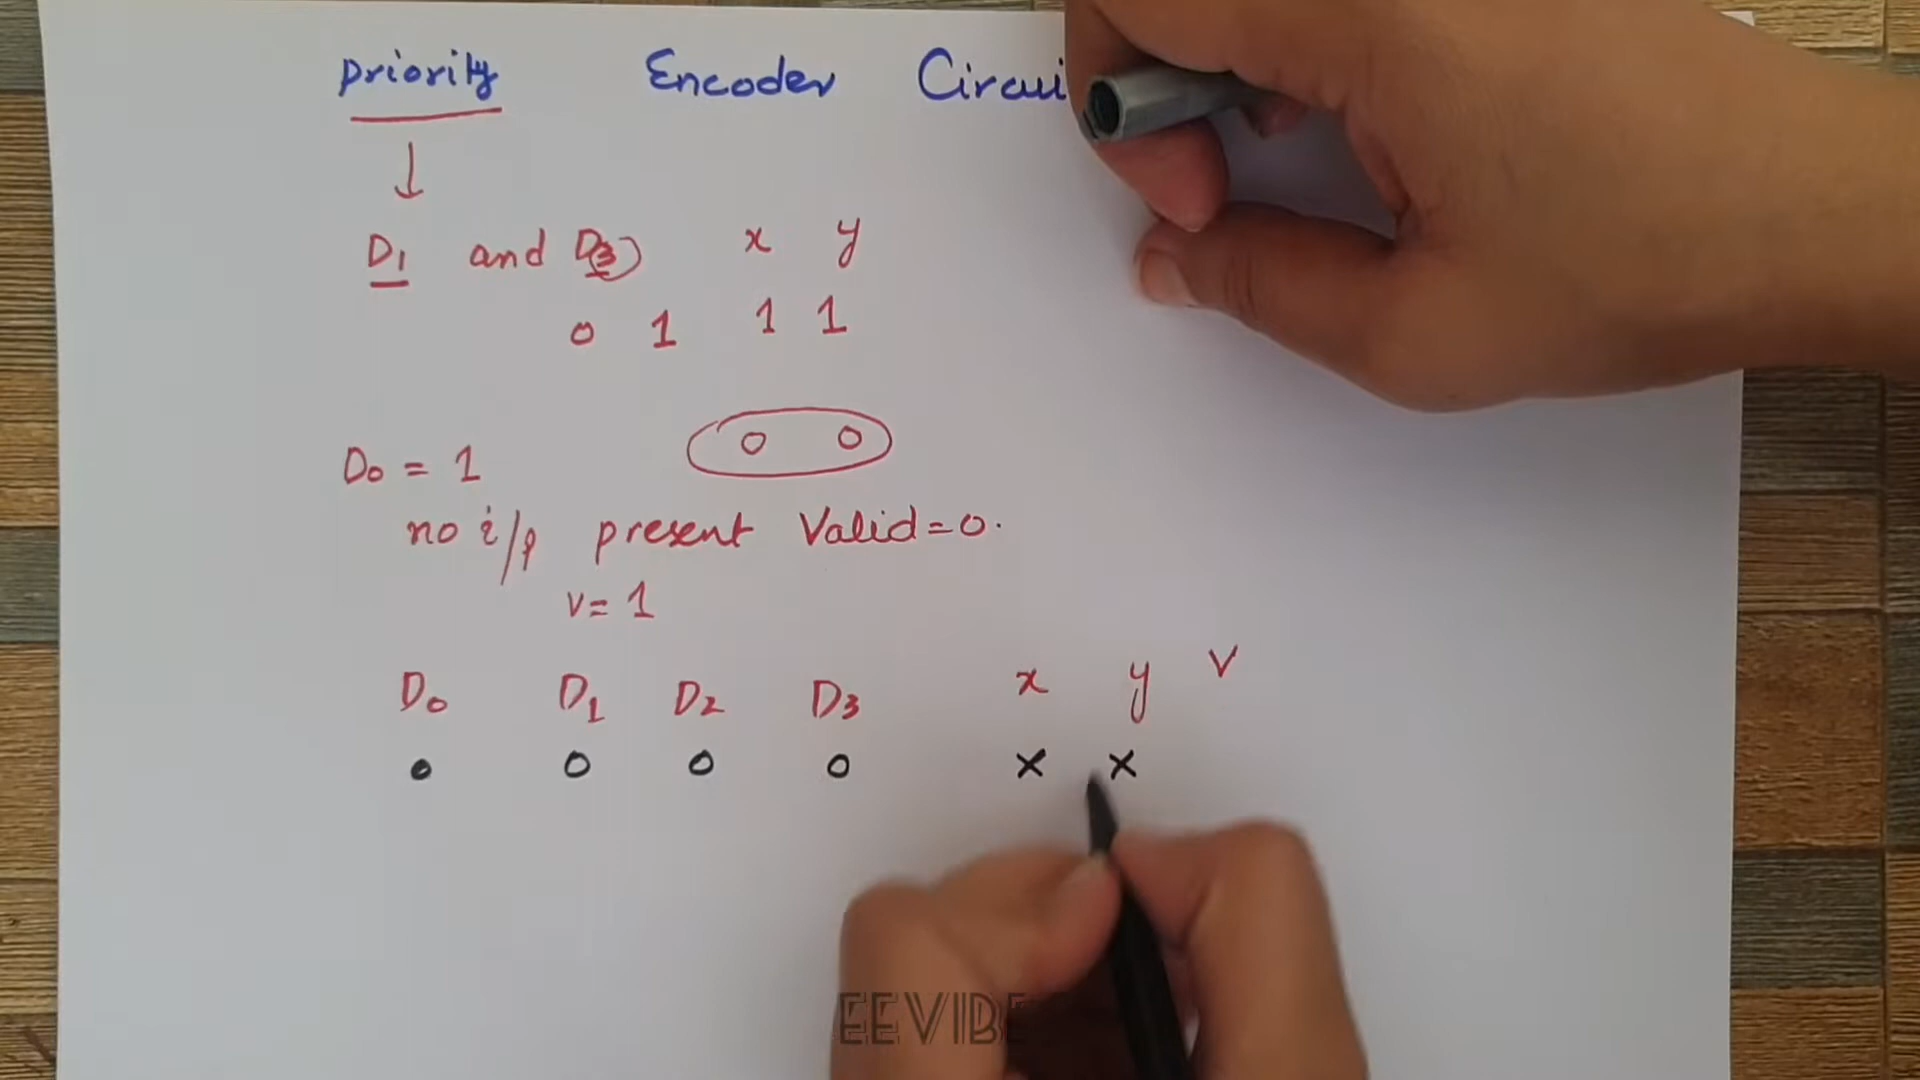 priority Encoder Circui
↓
D1 and D3 x y
0 1 1 1
0 0
D0 = 1
no i/p present Valid=0.
v= 1
D0 D1 D2 D3 x y V
0 0 0 0 x x
EEVIBE